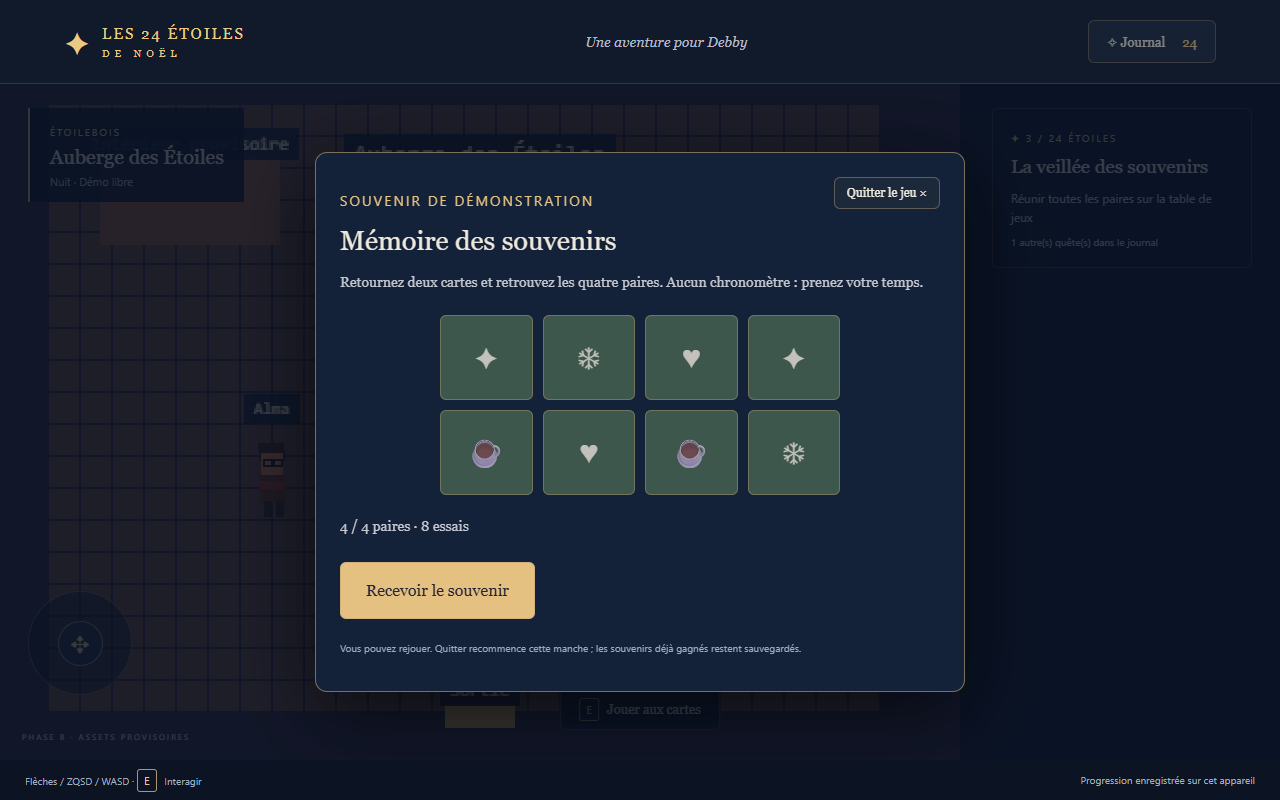 LES 24 ÉTOILES
DE NOËL
Une aventure pour Debby
✧ Journal 24
ÉTOILEBOIS
Auberge des Étoiles
Nuit · Démo libre
Auberge des Étoiles
✦ 3 / 24 ÉTOILES
La veillée des souvenirs
Réunir toutes les paires sur la table de
jeux
1 autre(s) quête(s) dans le journal
Quitter le jeu ×
SOUVENIR DE DÉMONSTRATION
Mémoire des souvenirs
Retournez deux cartes et retrouvez les quatre paires. Aucun chronomètre : prenez votre temps.
Alma
4 / 4 paires · 8 essais
Recevoir le souvenir
Vous pouvez rejouer. Quitter recommence cette manche ; les souvenirs déjà gagnés restent sauvegardés.
Sortie
E Jouer aux cartes
PHASE 8 · ASSETS PROVISOIRES
Flèches / ZQSD / WASD · E Interagir
Progression enregistrée sur cet appareil